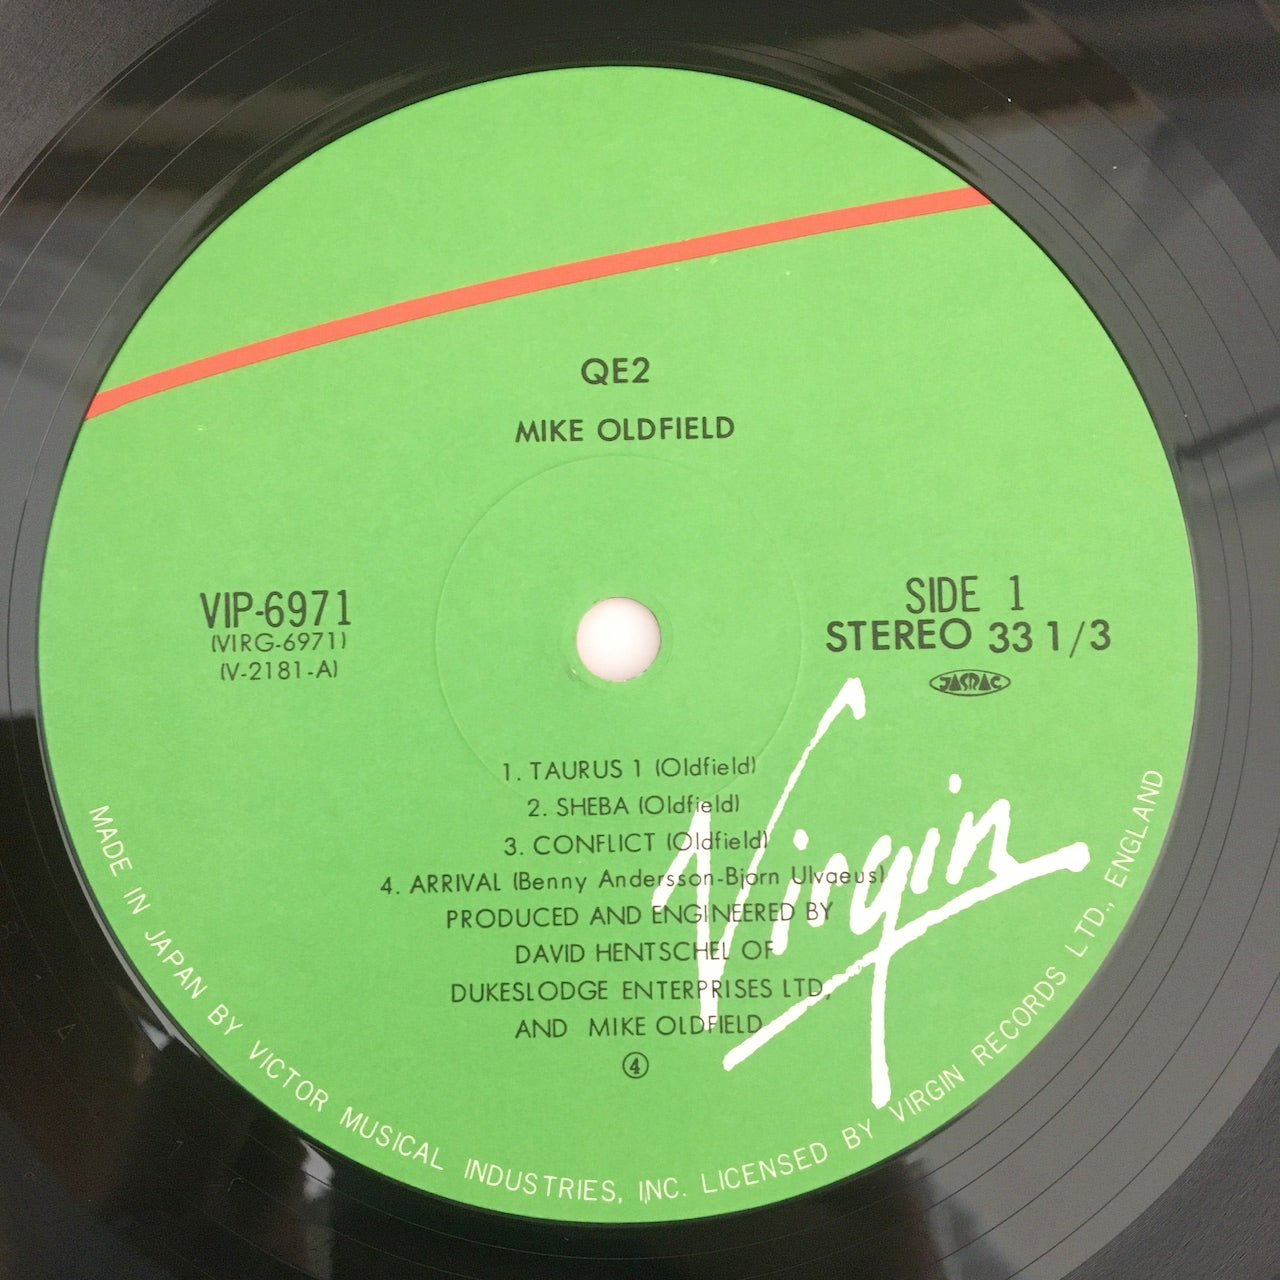 QE2
MIKE OLDFIELD
VIP-6971
(VIRG-6971)
(V-2181-A)
SIDE 1
STEREO 33 1/3
JASRAC
1. TAURUS 1 (Oldfield)
2. SHEBA (Oldfield)
3. CONFLICT (Oldfield)
4. ARRIVAL (Benny Andersson-Bjorn Ulvaeus)
PRODUCED AND ENGINEERED BY
DAVID HENTSCHEL OF
DUKESLODGE ENTERPRISES LTD,
AND MIKE OLDFIELD
④
Virgin
MADE IN JAPAN BY VICTOR MUSICAL INDUSTRIES, INC. LICENSED BY VIRGIN RECORDS LTD., ENGLAND